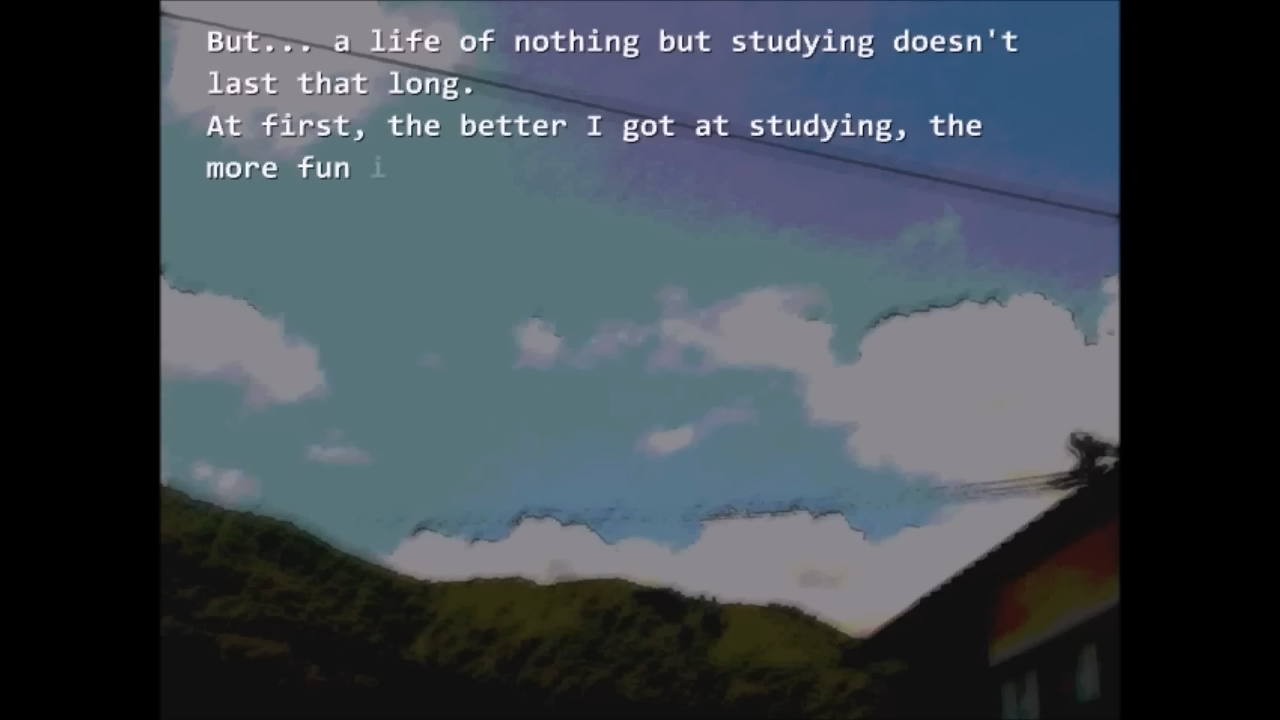 But... a life of nothing but studying doesn't
last that long.
At first, the better I got at studying, the
more fun i